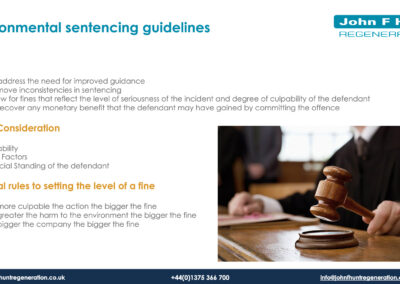 onmental sentencing guidelines
John F H
REGENERA
address the need for improved guidance
move inconsistencies in sentencing
w for fines that reflect the level of seriousness of the incident and degree of culpability of the defendant
recover any monetary benefit that the defendant may have gained by committing the offence
Consideration
ability
Factors
cial Standing of the defendant
al rules to setting the level of a fine
more culpable the action the bigger the fine
greater the harm to the environment the bigger the fine
bigger the company the bigger the fine
huntregeneration.co.uk
+44(0)1375 366 700
info@johnfhuntregeneration.